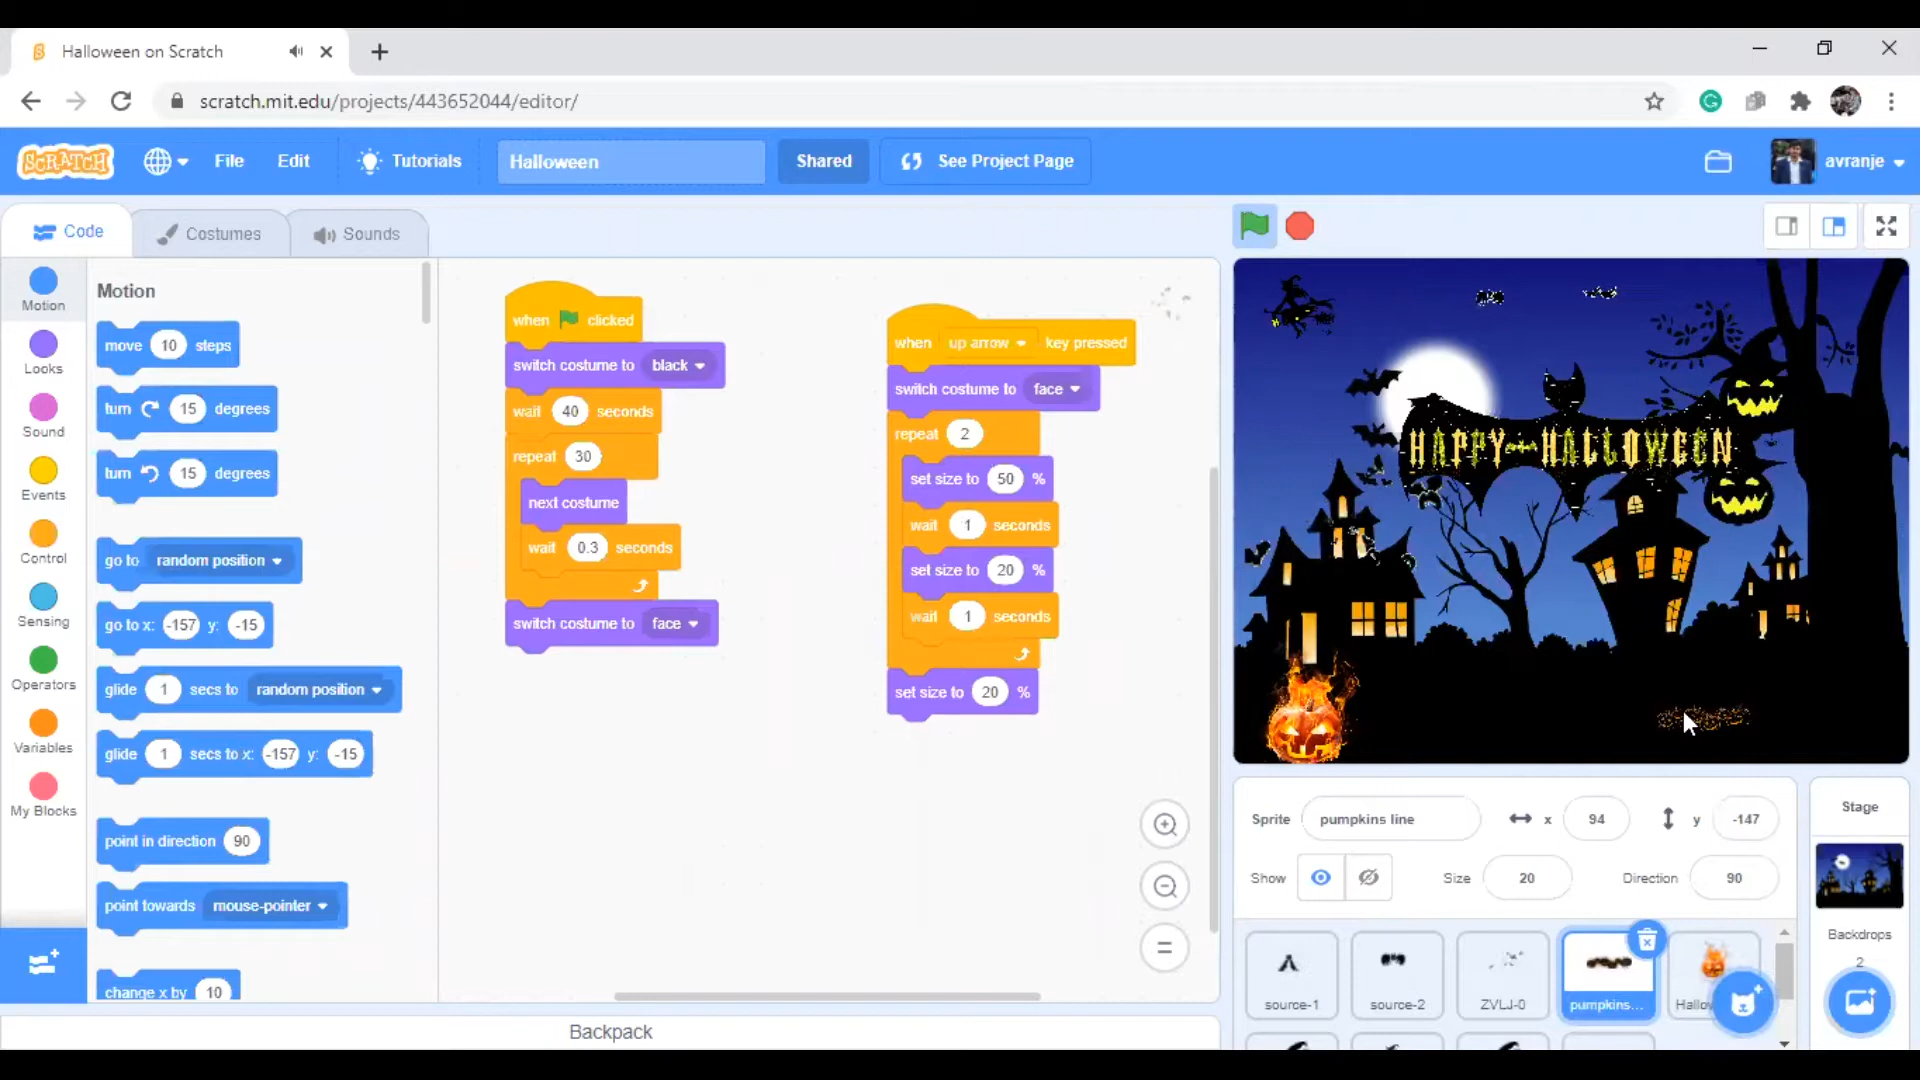 Halloween on Scratch
scratch.mit.edu/projects/443652044/editor/
SCRATCH
File
Edit
Tutorials
Halloween
Shared
See Project Page
avranje
Code
Costumes
Sounds
Motion
Looks
Sound
Events
Control
Sensing
Operators
Variables
My Blocks
Motion
move 10 steps
turn 15 degrees
turn 15 degrees
go to random position
go to x: -157 y: -15
glide 1 secs to random position
glide 1 secs to x: -157 y: -15
point in direction 90
point towards mouse-pointer
change x by 10
when clicked
switch costume to black
wait 40 seconds
repeat 30
next costume
wait 0.3 seconds
switch costume to face
when up arrow key pressed
switch costume to face
repeat 2
set size to 50 %
wait 1 seconds
set size to 20 %
wait 1 seconds
set size to 20 %
HAPPY HALLOWEEN
Sprite pumpkins line x 94 y -147
Show Size 20 Direction 90
source-1
source-2
ZVLJ-0
pumpkins...
Hallo
Stage
Backdrops
2
Backpack